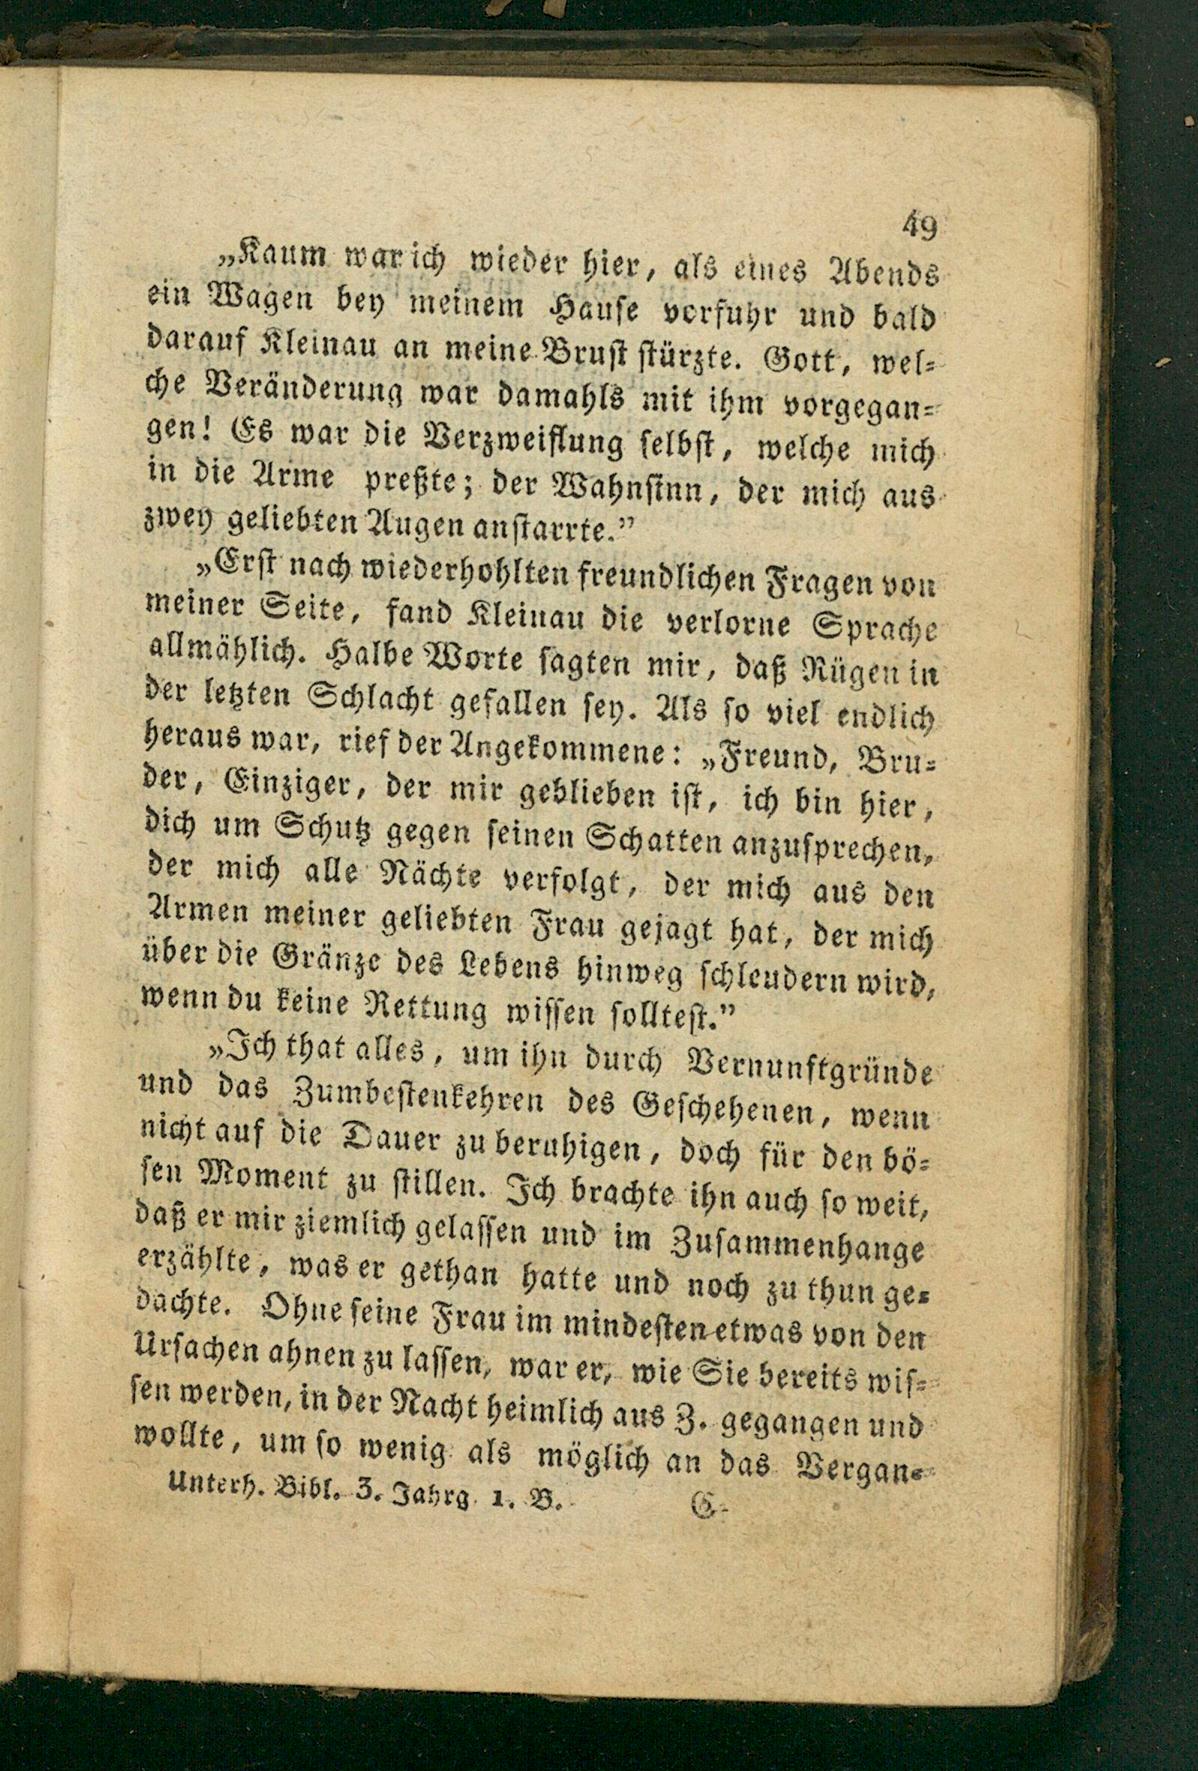 49
„Kaum war ich wieder hier, als eines Abends
ein Wagen bey meinem Hause vorfuhr und bald
darauf Kleinau an meine Brust stürzte. Gott, wel-
che Veränderung war damahls mit ihm vorgegan-
gen! Es war die Verzweiflung selbst, welche mich
in die Arme preßte; der Wahnsinn, der mich aus
zwey geliebten Augen anstarrte.”
„Erst nach wiederhohlten freundlichen Fragen von
meiner Seite, fand Kleinau die verlorne Sprache
allmählich. Halbe Worte sagten mir, daß Rügen in
der letzten Schlacht gefallen sey. Als so viel endlich
heraus war, rief der Angekommene: „Freund, Bru-
der, Einziger, der mir geblieben ist, ich bin hier,
dich um Schutz gegen seinen Schatten anzusprechen,
der mich alle Nächte verfolgt, der mich aus den
Armen meiner geliebten Frau gejagt hat, der mich
über die Gränze des Lebens hinweg schleudern wird,
wenn du keine Rettung wissen solltest.”
„Ich that alles, um ihn durch Vernunftgründe
und das Zumbestenkehren des Geschehenen, wenn
nicht auf die Dauer zu beruhigen, doch für den bö-
sen Moment zu stillen. Ich brachte ihn auch so weit,
daß er mir ziemlich gelassen und im Zusammenhange
erzählte, was er gethan hatte und noch zu thun ge-
dachte. Ohne seine Frau im mindesten etwas von den
Ursachen ahnen zu lassen, war er, wie Sie bereits wis-
sen werden, in der Nacht heimlich aus Z. gegangen und
wollte, um so wenig als möglich an das Vergan-
Unterh. Bibl. 3. Jahrg. 1. B.